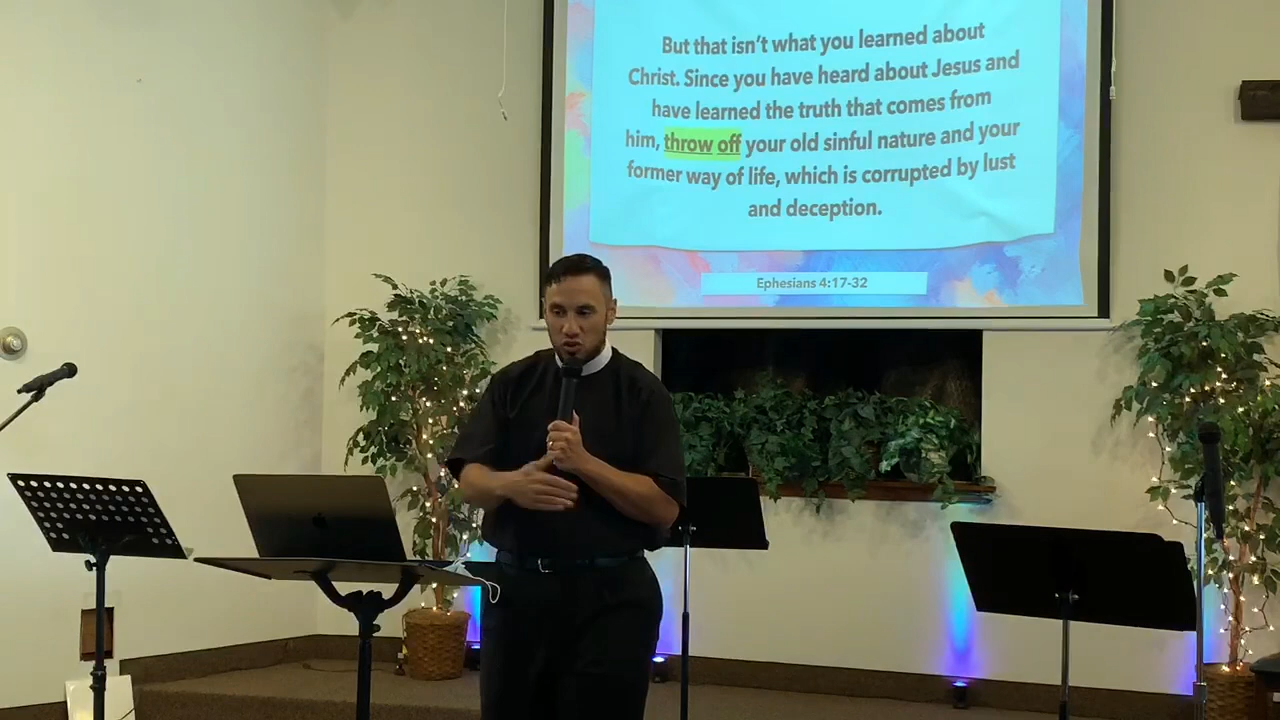 But that isn't what you learned about
Christ. Since you have heard about Jesus and
have learned the truth that comes from
him, throw off your old sinful nature and your
former way of life, which is corrupted by lust
and deception.
Ephesians 4:17-32